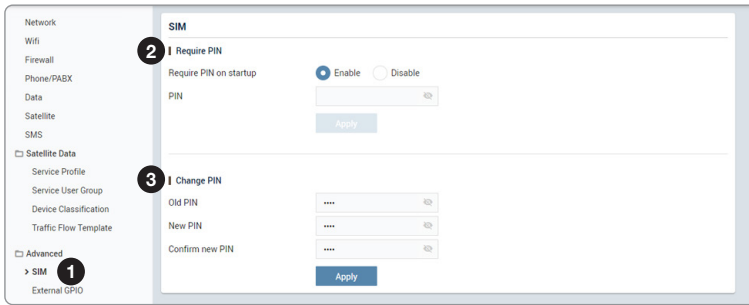 Network
Wifi
Firewall
Phone/PABX
Data
Satellite
SMS
Satellite Data
Service Profile
Service User Group
Device Classification
Traffic Flow Template
Advanced
> SIM 1
External GPIO
SIM
2 Require PIN
Require PIN on startup Enable Disable
PIN
Apply
3 Change PIN
Old PIN ••••
New PIN ••••
Confirm new PIN ••••
Apply